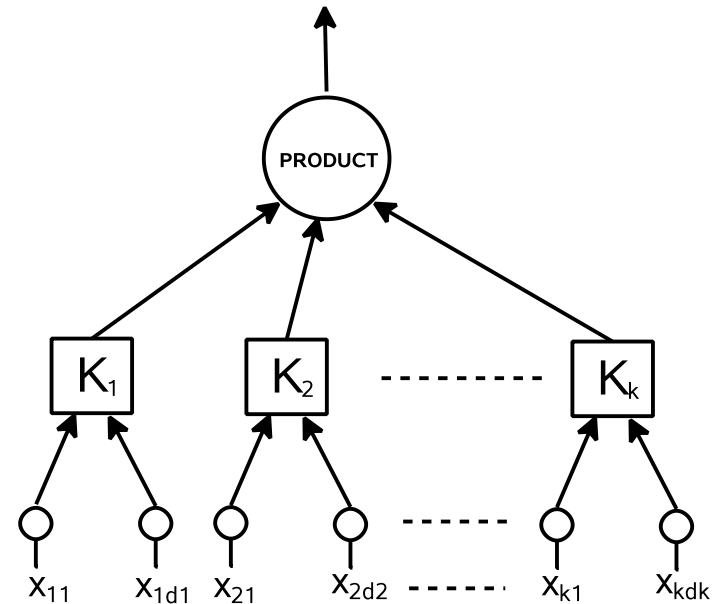 PRODUCT
K₁ K₂ Kₖ
x₁₁ x₁d₁ x₂₁ x₂d₂ xₖ₁ xₖdₖ